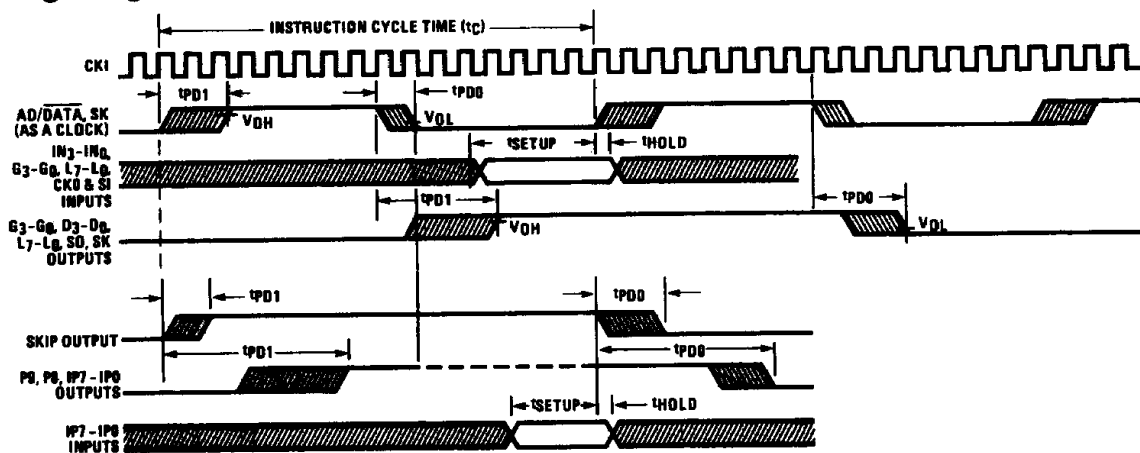 INSTRUCTION CYCLE TIME (tC)
CKI
tPD1
tPD0
AD/DATA, SK
(AS A CLOCK)
VOH
VOL
IN3-IN0,
G3-G0, L7-L0,
CKO & SI
INPUTS
tSETUP
tHOLD
tPD1
tPD0
G3-G0, D3-D0,
L7-L0, SO, SK
OUTPUTS
VOH
VOL
tPD1
tPD0
SKIP OUTPUT
tPD1
tPD0
P9, P8, IP7-IP0
OUTPUTS
tSETUP
tHOLD
IP7-IP0
INPUTS